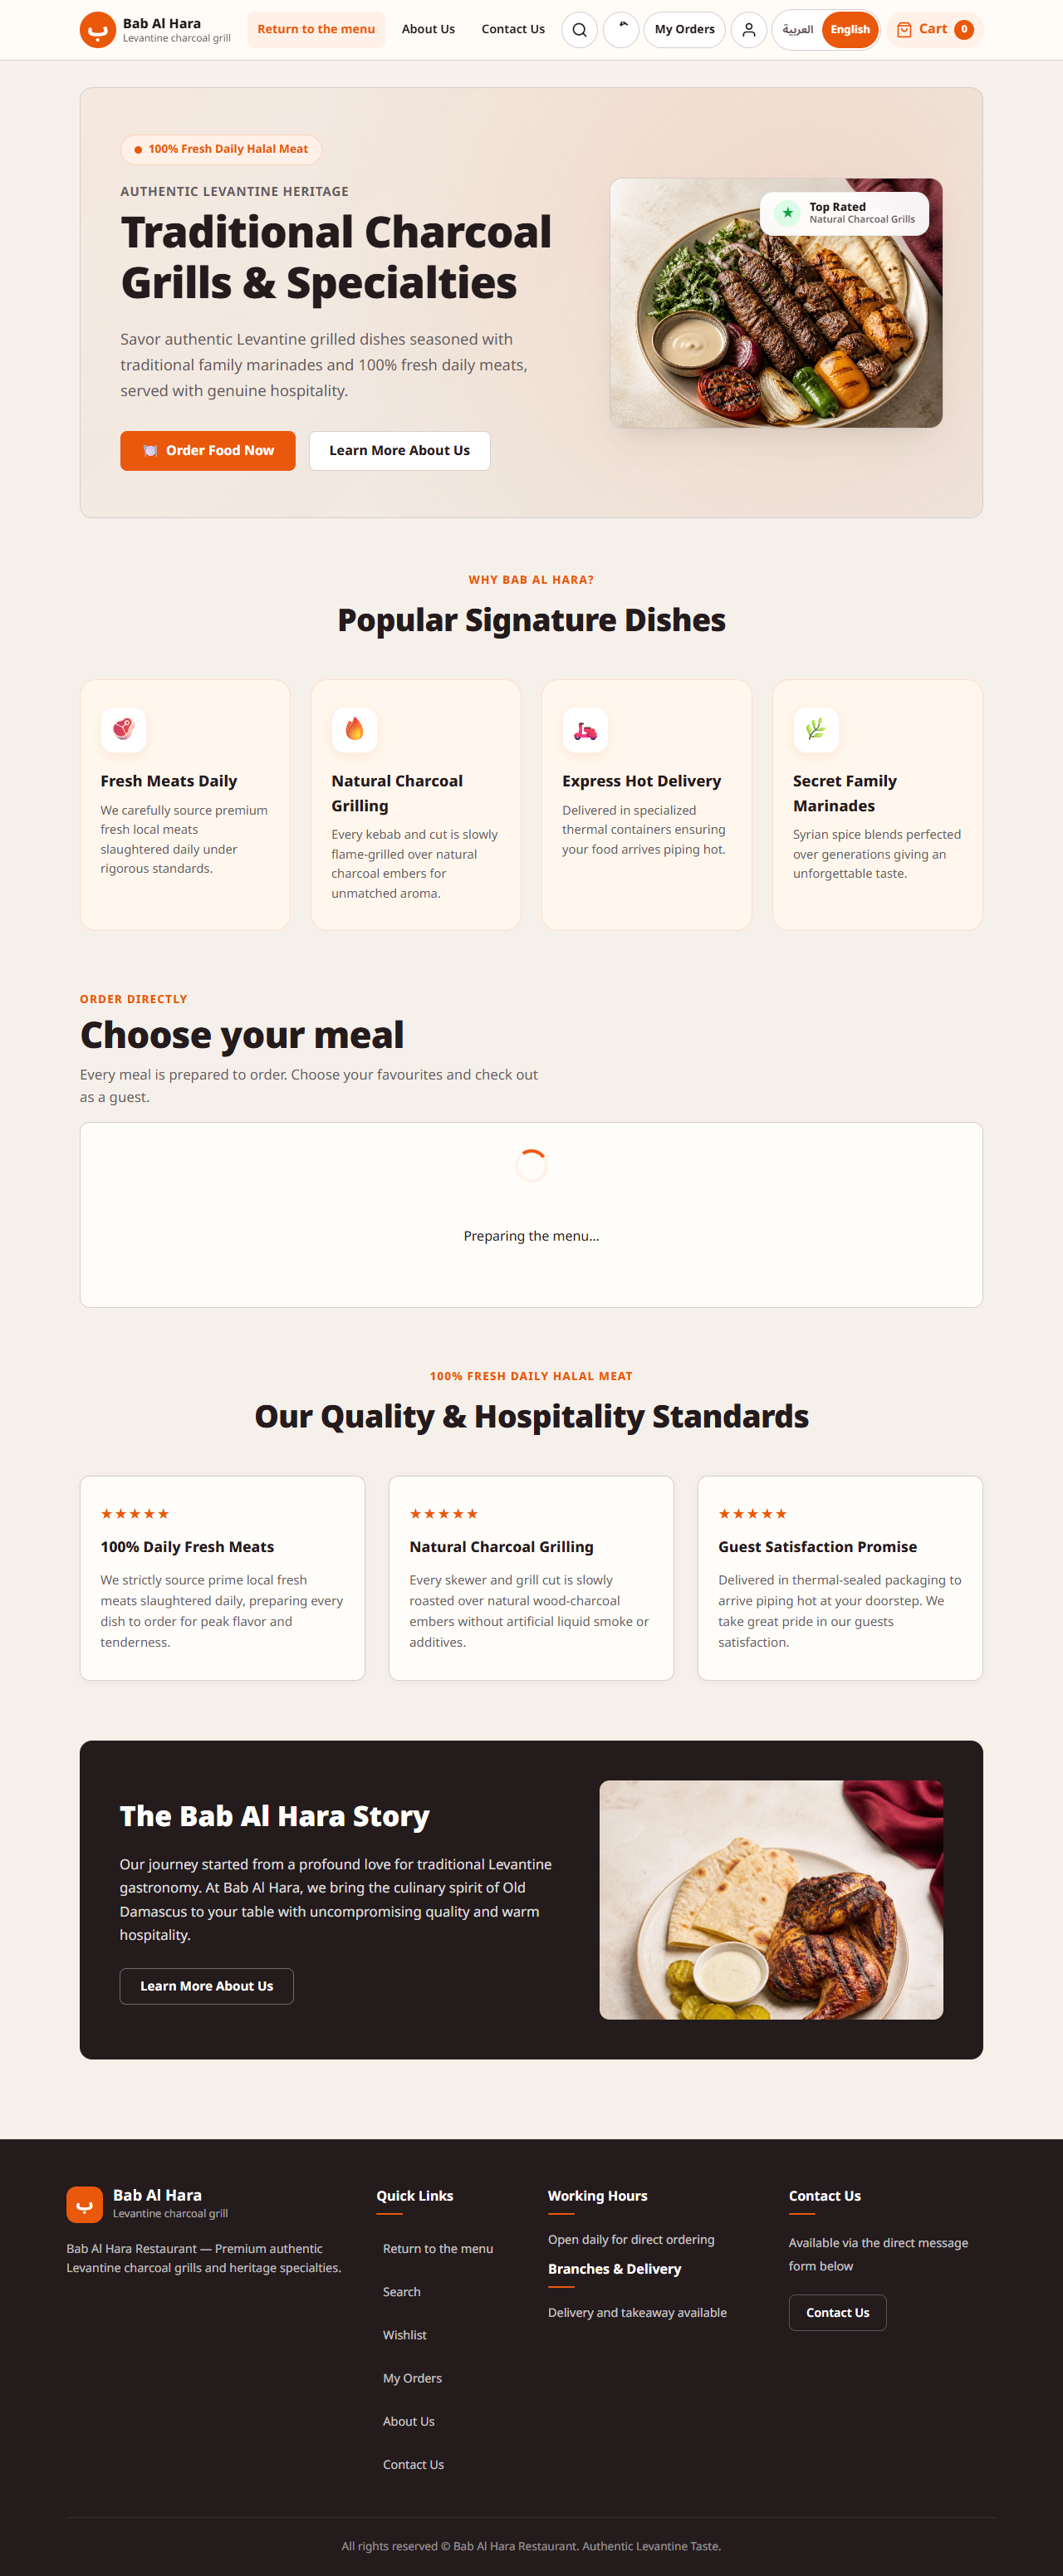 ب
Bab Al Hara
Levantine charcoal grill
Return to the menu
About Us
Contact Us
My Orders
العربية
English
Cart 0
100% Fresh Daily Halal Meat
AUTHENTIC LEVANTINE HERITAGE
Traditional Charcoal
Grills & Specialties
Savor authentic Levantine grilled dishes seasoned with
traditional family marinades and 100% fresh daily meats,
served with genuine hospitality.
Order Food Now
Learn More About Us
Top Rated
Natural Charcoal Grills
WHY BAB AL HARA?
Popular Signature Dishes
Fresh Meats Daily
We carefully source premium
fresh local meats
slaughtered daily under
rigorous standards.
Natural Charcoal
Grilling
Every kebab and cut is slowly
flame-grilled over natural
charcoal embers for
unmatched aroma.
Express Hot Delivery
Delivered in specialized
thermal containers ensuring
your food arrives piping hot.
Secret Family
Marinades
Syrian spice blends perfected
over generations giving an
unforgettable taste.
ORDER DIRECTLY
Choose your meal
Every meal is prepared to order. Choose your favourites and check out
as a guest.
Preparing the menu...
100% FRESH DAILY HALAL MEAT
Our Quality & Hospitality Standards
★★★★★
100% Daily Fresh Meats
We strictly source prime local fresh
meats slaughtered daily, preparing every
dish to order for peak flavor and
tenderness.
★★★★★
Natural Charcoal Grilling
Every skewer and grill cut is slowly
roasted over natural wood-charcoal
embers without artificial liquid smoke or
additives.
★★★★★
Guest Satisfaction Promise
Delivered in thermal-sealed packaging to
arrive piping hot at your doorstep. We
take great pride in our guests
satisfaction.
The Bab Al Hara Story
Our journey started from a profound love for traditional Levantine
gastronomy. At Bab Al Hara, we bring the culinary spirit of Old
Damascus to your table with uncompromising quality and warm
hospitality.
Learn More About Us
ب
Bab Al Hara
Levantine charcoal grill
Bab Al Hara Restaurant — Premium authentic
Levantine charcoal grills and heritage specialties.
Quick Links
Return to the menu
Search
Wishlist
My Orders
About Us
Contact Us
Working Hours
Open daily for direct ordering
Branches & Delivery
Delivery and takeaway available
Contact Us
Available via the direct message
form below
Contact Us
All rights reserved © Bab Al Hara Restaurant. Authentic Levantine Taste.